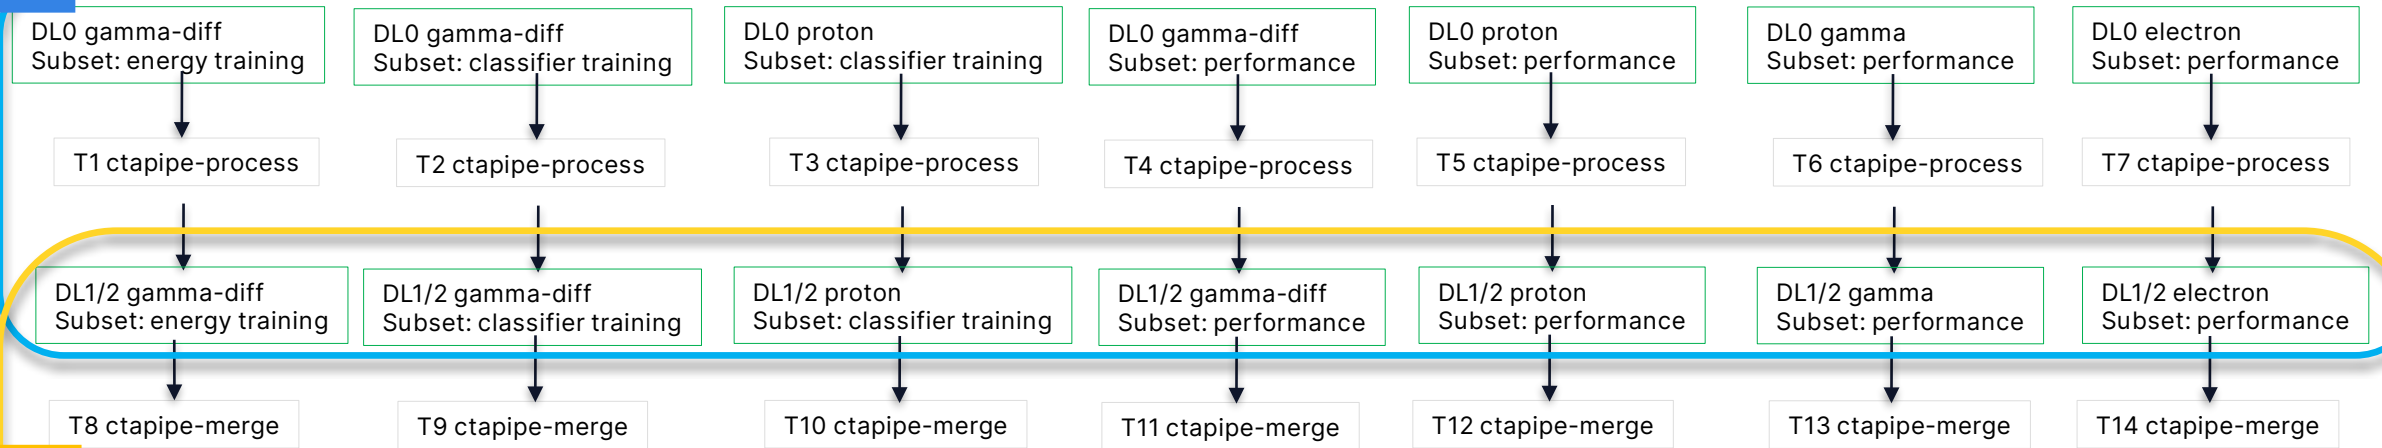 DL0 gamma-diff
Subset: energy training
DL0 gamma-diff
Subset: classifier training
DL0 proton
Subset: classifier training
DL0 gamma-diff
Subset: performance
DL0 proton
Subset: performance
DL0 gamma
Subset: performance
DL0 electron
Subset: performance
T1 ctapipe-process
T2 ctapipe-process
T3 ctapipe-process
T4 ctapipe-process
T5 ctapipe-process
T6 ctapipe-process
T7 ctapipe-process
DL1/2 gamma-diff
Subset: energy training
DL1/2 gamma-diff
Subset: classifier training
DL1/2 proton
Subset: classifier training
DL1/2 gamma-diff
Subset: performance
DL1/2 proton
Subset: performance
DL1/2 gamma
Subset: performance
DL1/2 electron
Subset: performance
T8 ctapipe-merge
T9 ctapipe-merge
T10 ctapipe-merge
T11 ctapipe-merge
T12 ctapipe-merge
T13 ctapipe-merge
T14 ctapipe-merge